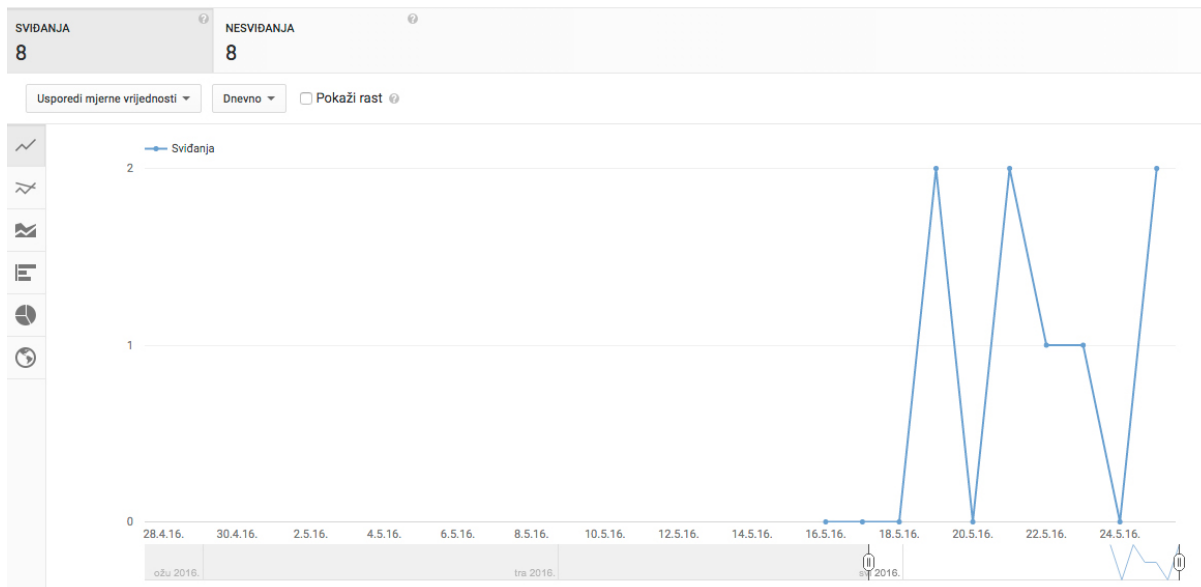 SVIĐANJA
8
NESVIĐANJA
8
Usporedi mjerne vrijednosti
Dnevno
Pokaži rast
Sviđanja
2
1
0
28.4.16. 30.4.16. 2.5.16. 4.5.16. 6.5.16. 8.5.16. 10.5.16. 12.5.16. 14.5.16. 16.5.16. 18.5.16. 20.5.16. 22.5.16. 24.5.16.
ožu 2016. tra 2016. 2016.